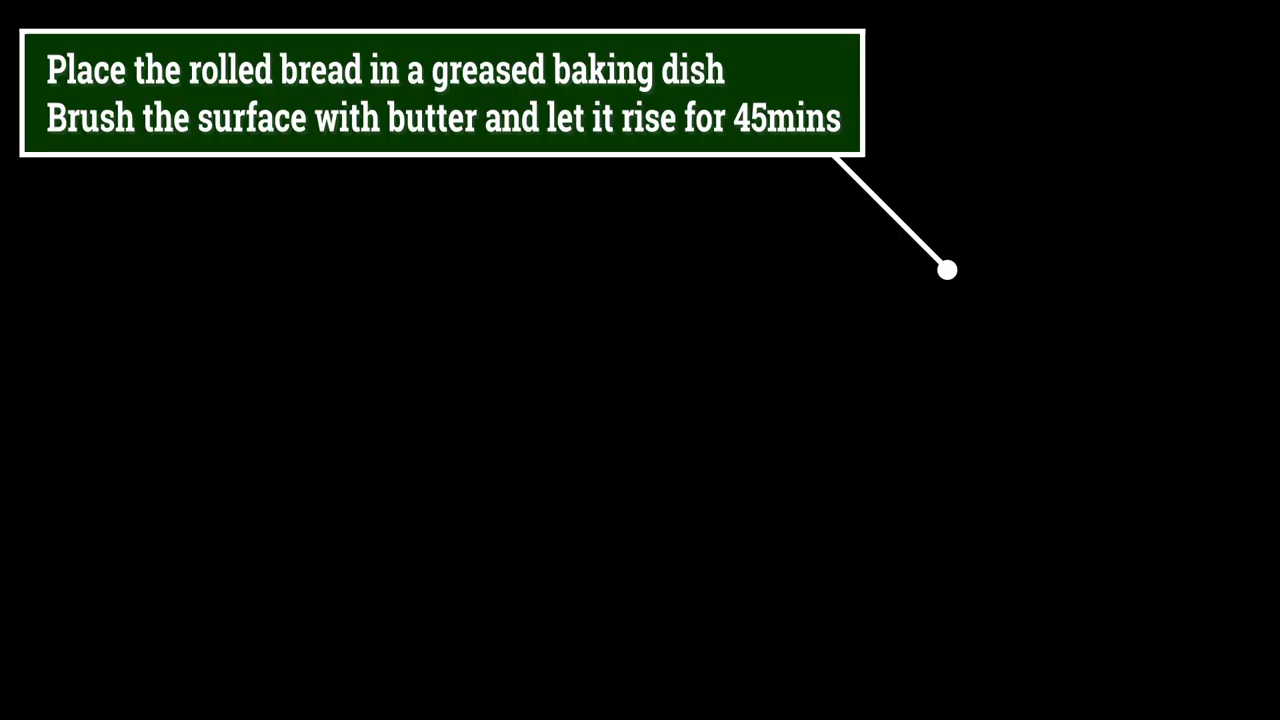 Place the rolled bread in a greased baking dish
Brush the surface with butter and let it rise for 45mins